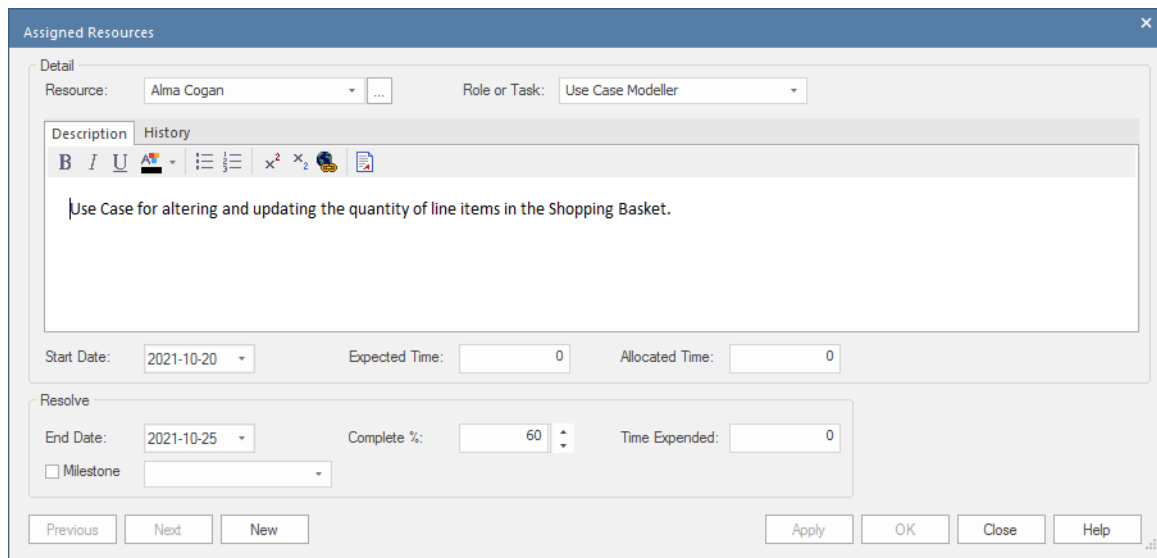 Assigned Resources
Detail
Resource: Alma Cogan ... Role or Task: Use Case Modeller
Description History
B I U x² x₂
Use Case for altering and updating the quantity of line items in the Shopping Basket.
Start Date: 2021-10-20 Expected Time: 0 Allocated Time: 0
Resolve
End Date: 2021-10-25 Complete %: 60 Time Expended: 0
Milestone
Previous Next New Apply OK Close Help